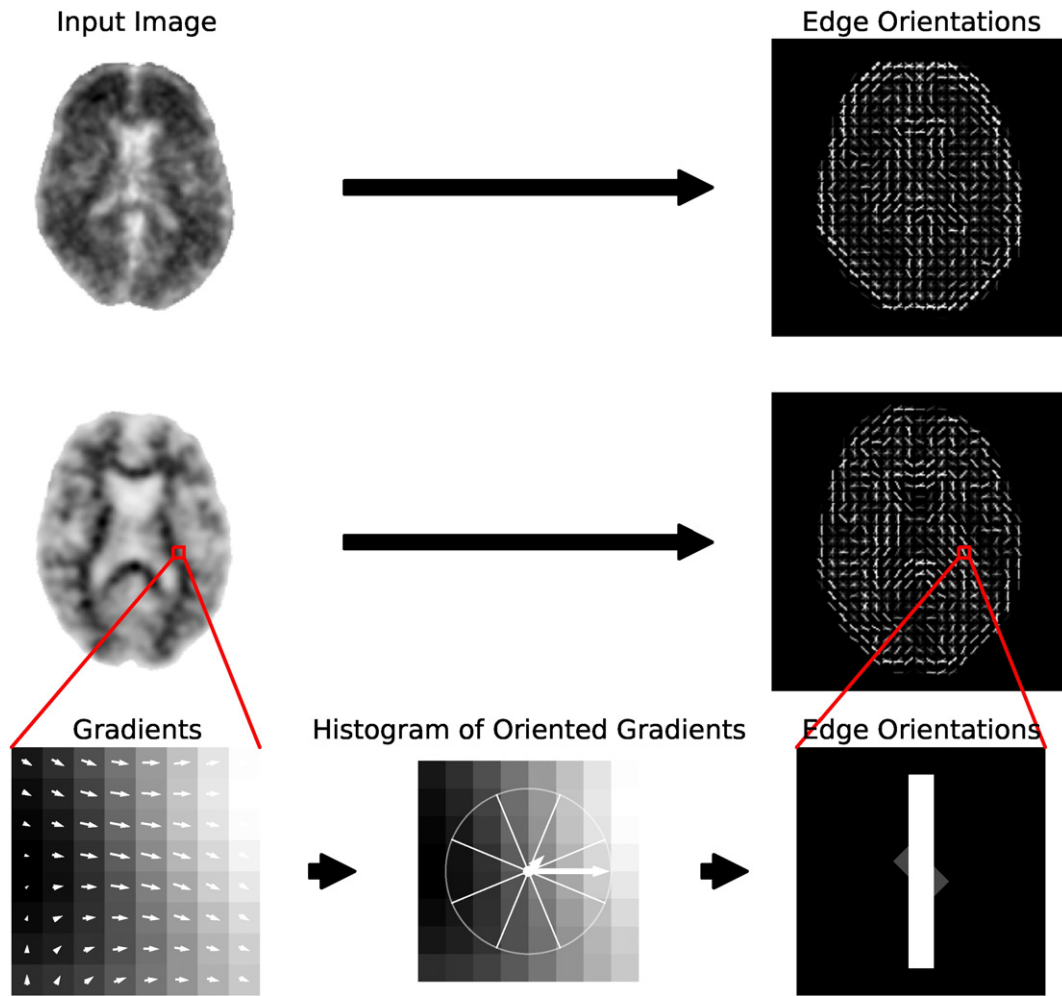 Input Image
Edge Orientations
Gradients
Histogram of Oriented Gradients
Edge Orientations